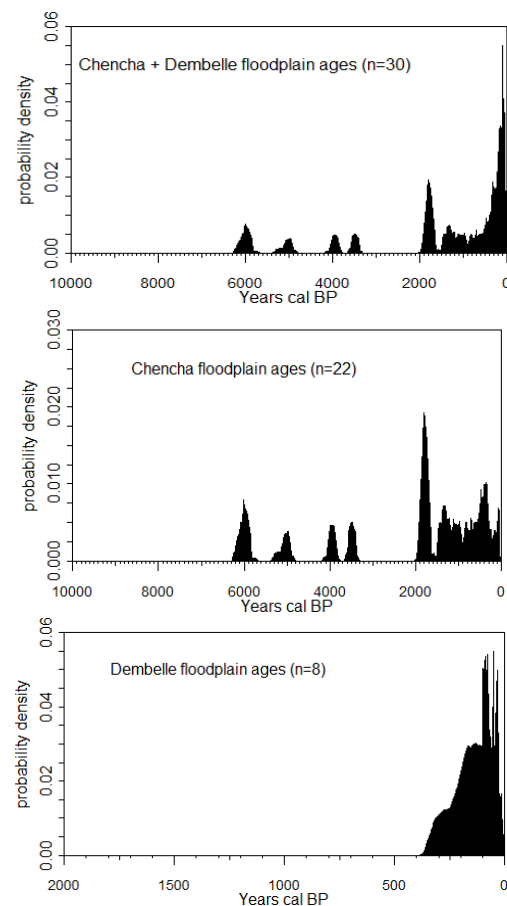 0.06
Chencha + Dembelle floodplain ages (n=30)
0.04
probability density
0.02
0.00
10000 8000 6000 4000 2000 0
Years cal BP
0.030
Chencha floodplain ages (n=22)
0.020
probability density
0.010
0.000
10000 8000 6000 4000 2000 0
Years cal BP
0.06
Dembelle floodplain ages (n=8)
0.04
probability density
0.02
0.00
2000 1500 1000 500 0
Years cal BP